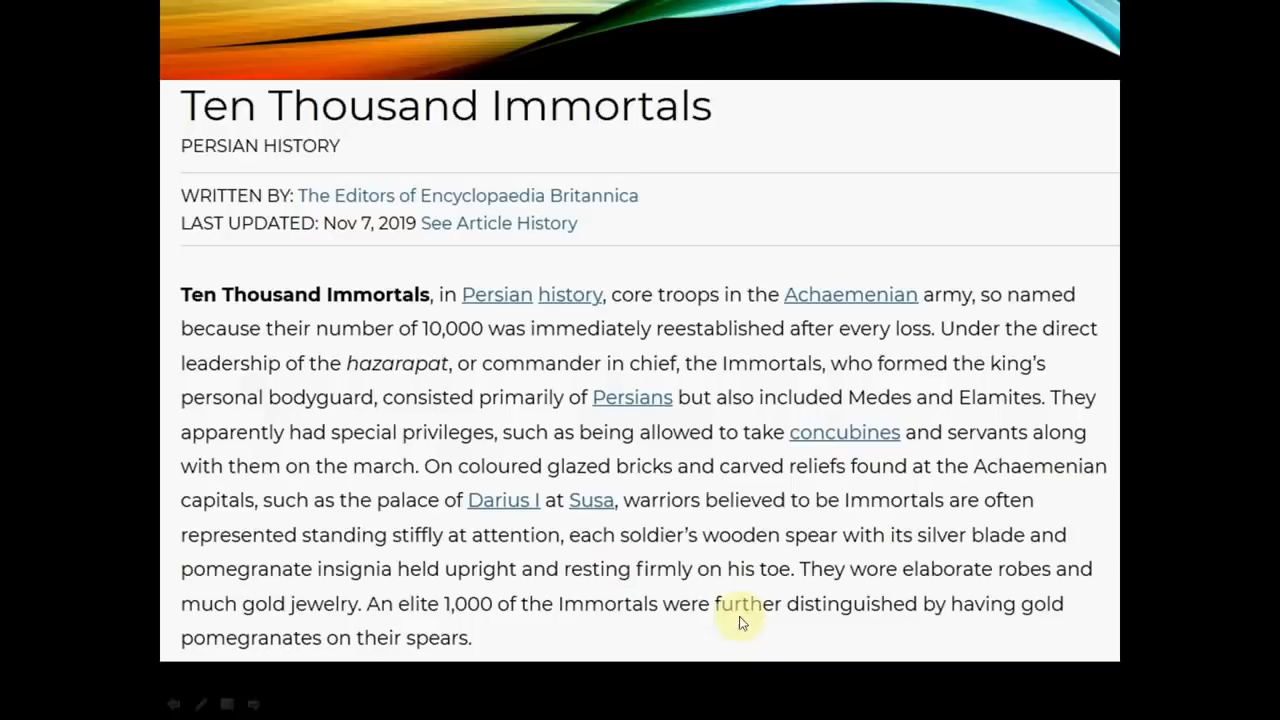 Ten Thousand Immortals
PERSIAN HISTORY
WRITTEN BY: The Editors of Encyclopaedia Britannica
LAST UPDATED: Nov 7, 2019 See Article History
Ten Thousand Immortals, in Persian history, core troops in the Achaemenian army, so named
because their number of 10,000 was immediately reestablished after every loss. Under the direct
leadership of the hazarapat, or commander in chief, the Immortals, who formed the king's
personal bodyguard, consisted primarily of Persians but also included Medes and Elamites. They
apparently had special privileges, such as being allowed to take concubines and servants along
with them on the march. On coloured glazed bricks and carved reliefs found at the Achaemenian
capitals, such as the palace of Darius I at Susa, warriors believed to be Immortals are often
represented standing stiffly at attention, each soldier's wooden spear with its silver blade and
pomegranate insignia held upright and resting firmly on his toe. They wore elaborate robes and
much gold jewelry. An elite 1,000 of the Immortals were further distinguished by having gold
pomegranates on their spears.